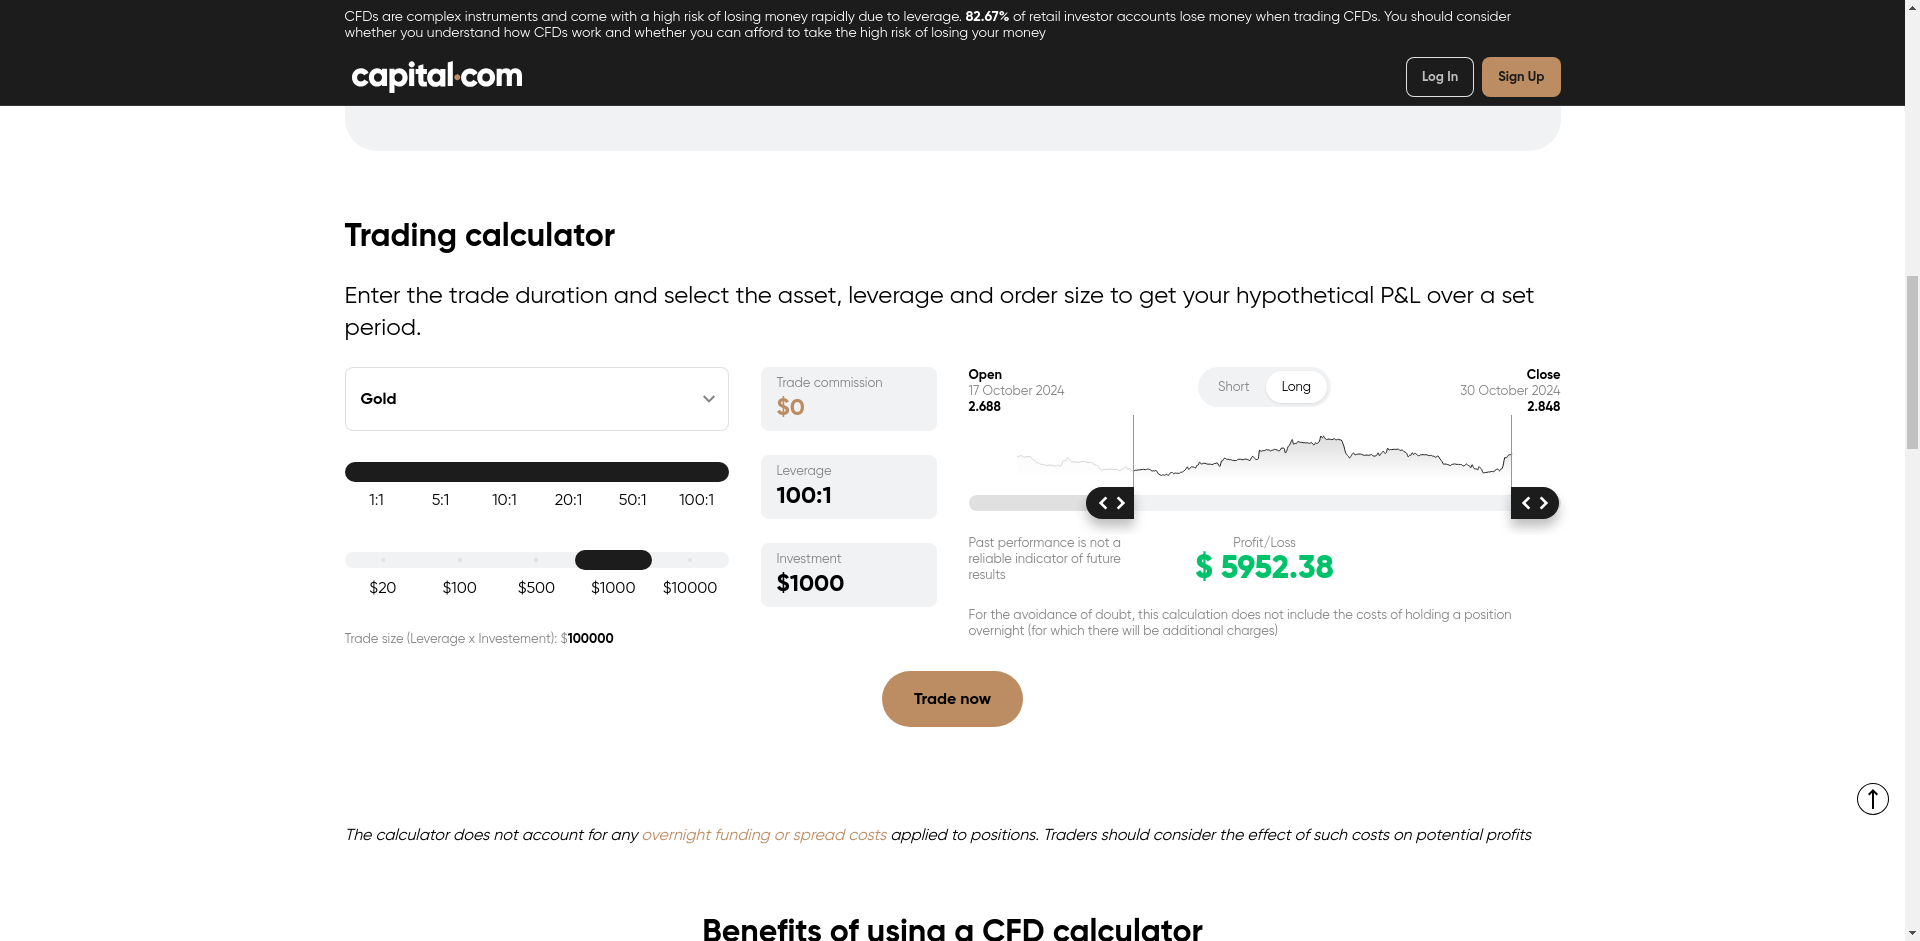 CFDs are complex instruments and come with a high risk of losing money rapidly due to leverage. 82.67% of retail investor accounts lose money when trading CFDs. You should consider
whether you understand how CFDs work and whether you can afford to take the high risk of losing your money
capital.com
Log In
Sign Up
Trading calculator
Enter the trade duration and select the asset, leverage and order size to get your hypothetical P&L over a set
period.
Gold
1:1 5:1 10:1 20:1 50:1 100:1
$20 $100 $500 $1000 $10000
Trade size (Leverage x Investement): $100000
Trade commission
$0
Leverage
100:1
Investment
$1000
Open
17 October 2024
2.688
Short Long
Close
30 October 2024
2.848
Past performance is not a
reliable indicator of future
results
Profit/Loss
$ 5952.38
For the avoidance of doubt, this calculation does not include the costs of holding a position
overnight (for which there will be additional charges)
Trade now
The calculator does not account for any overnight funding or spread costs applied to positions. Traders should consider the effect of such costs on potential profits
Benefits of using a CFD calculator